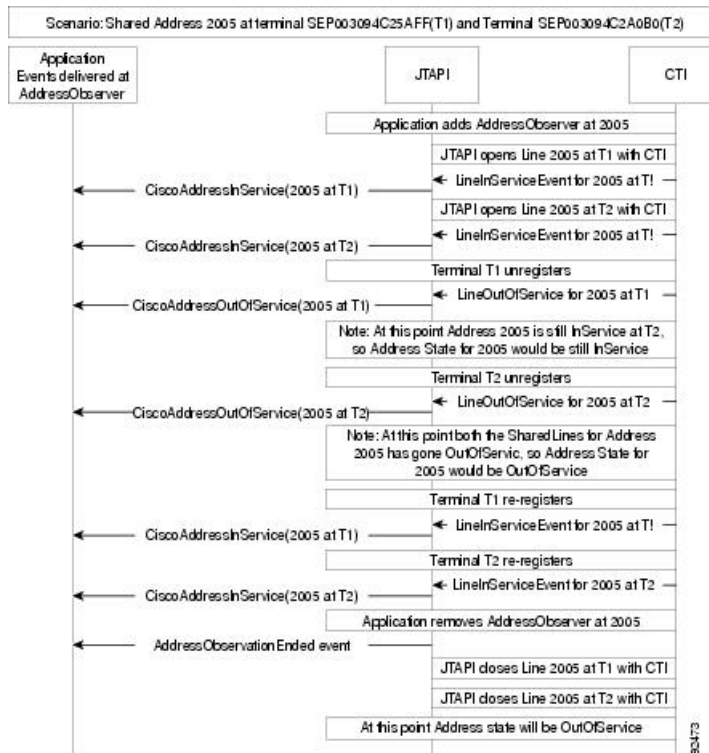 Scenario: Shared Address 2005 at terminal SEP003094C25AFF(T1) and Terminal SEP003094C2A0B0(T2)
Application
Events delivered at
AddressObserver
JTAPI
CTI
Application adds AddressObserver at 2005
JTAPI opens Line 2005 at T1 with CTI
LineInServiceEvent for 2005 at T!
CiscoAddressInService(2005 at T1)
JTAPI opens Line 2005 at T2 with CTI
LineInServiceEvent for 2005 at T!
CiscoAddressInService(2005 at T2)
Terminal T1 unregisters
LineOutOfService for 2005 at T1
CiscoAddressOutOfService(2005 at T1)
Note: At this point Address 2005 is still InService at T2,
so Address State for 2005 would be still InService
Terminal T2 unregisters
LineOutOfService for 2005 at T2
CiscoAddressOutOfService(2005 at T2)
Note: At this point both the SharedLines for Address
2005 has gone OutOfServic, so Address State for
2005 would be OutOfService
Terminal T1 re-registers
LineInServiceEvent for 2005 at T!
CiscoAddressInService(2005 at T1)
Terminal T2 re-registers
LineInServiceEvent for 2005 at T2
CiscoAddressInService(2005 at T2)
Application removes AddressObserver at 2005
AddressObservationEnded event
JTAPI closes Line 2005 at T1 with CTI
JTAPI closes Line 2005 at T2 with CTI
At this point Address state will be OutOfService
92473